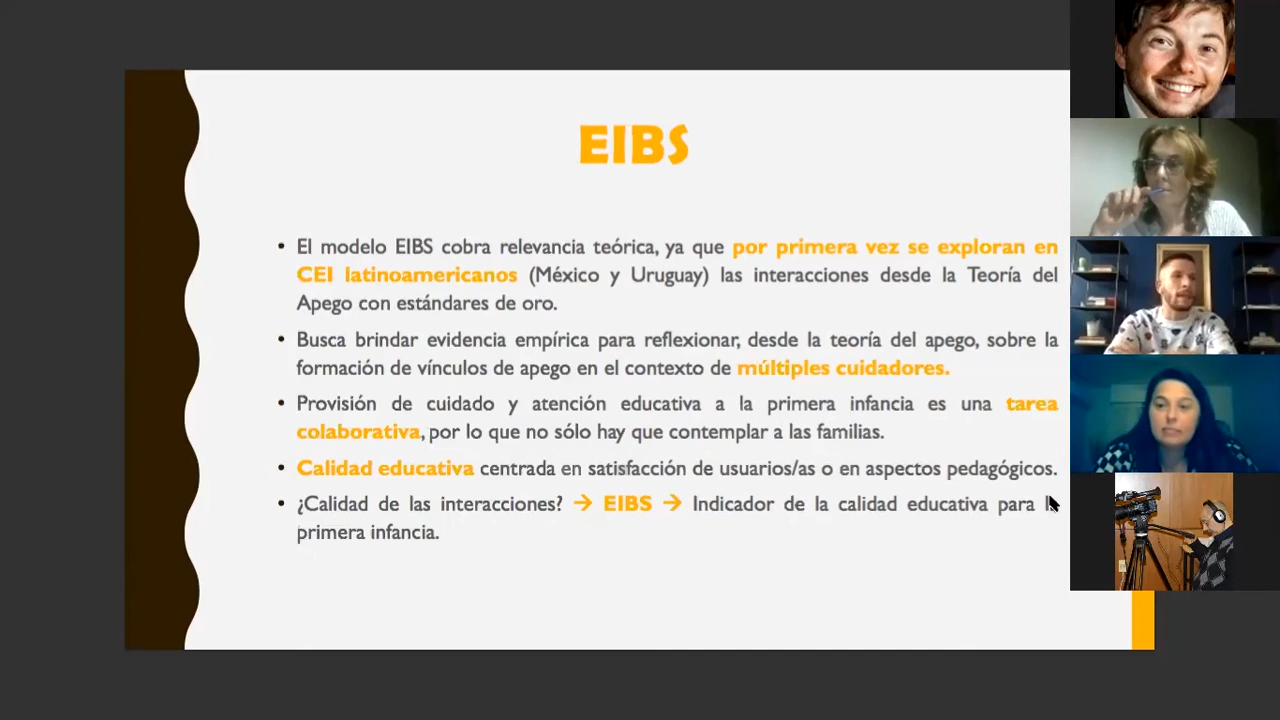 EIBS
• El modelo EIBS cobra relevancia teórica, ya que por primera vez se exploran en
CEI latinoamericanos (México y Uruguay) las interacciones desde la Teoría del
Apego con estándares de oro.
• Busca brindar evidencia empírica para reflexionar, desde la teoría del apego, sobre la
formación de vínculos de apego en el contexto de múltiples cuidadores.
• Provisión de cuidado y atención educativa a la primera infancia es una tarea
colaborativa, por lo que no sólo hay que contemplar a las familias.
• Calidad educativa centrada en satisfacción de usuarios/as o en aspectos pedagógicos.
• ¿Calidad de las interacciones? → EIBS → Indicador de la calidad educativa para la
primera infancia.